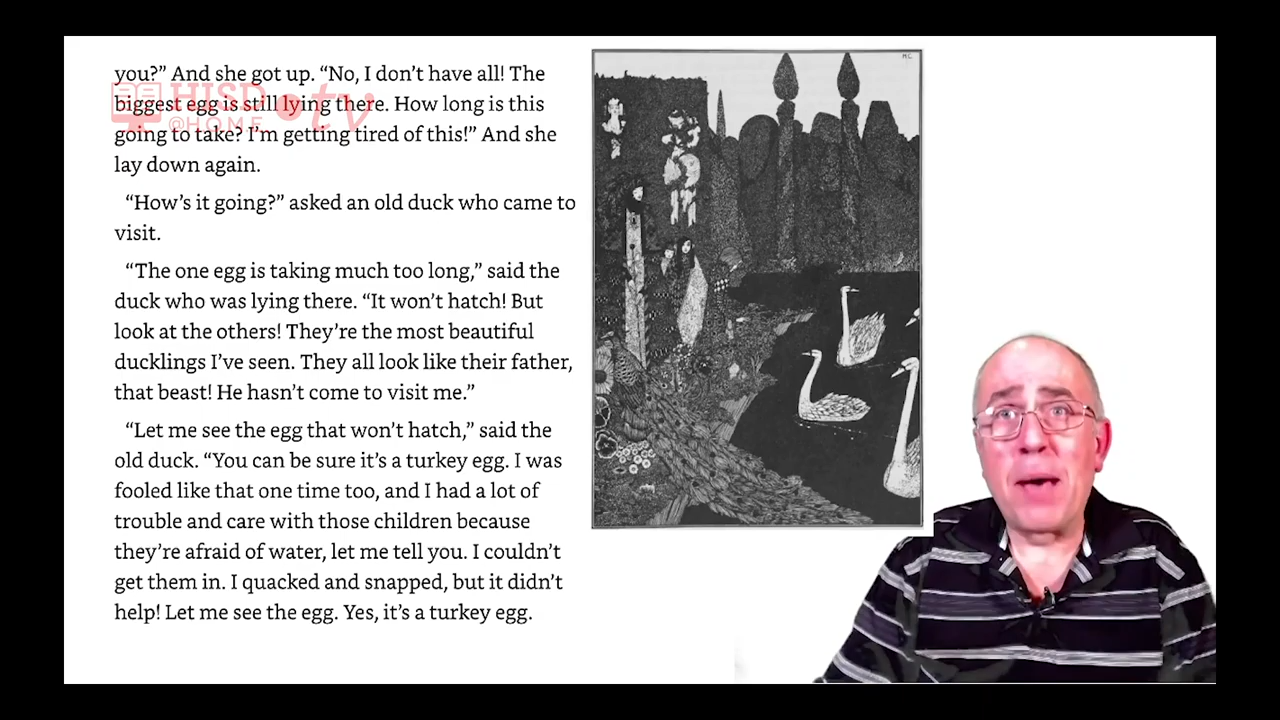 you?” And she got up. “No, I don’t have all! The
biggest egg is still lying there. How long is this
going to take? I’m getting tired of this!” And she
lay down again.
“How’s it going?” asked an old duck who came to
visit.
“The one egg is taking much too long,” said the
duck who was lying there. “It won’t hatch! But
look at the others! They’re the most beautiful
ducklings I’ve seen. They all look like their father,
that beast! He hasn’t come to visit me.”
“Let me see the egg that won’t hatch,” said the
old duck. “You can be sure it’s a turkey egg. I was
fooled like that one time too, and I had a lot of
trouble and care with those children because
they’re afraid of water, let me tell you. I couldn’t
get them in. I quacked and snapped, but it didn’t
help! Let me see the egg. Yes, it’s a turkey egg.
HISD
@HOME
tv